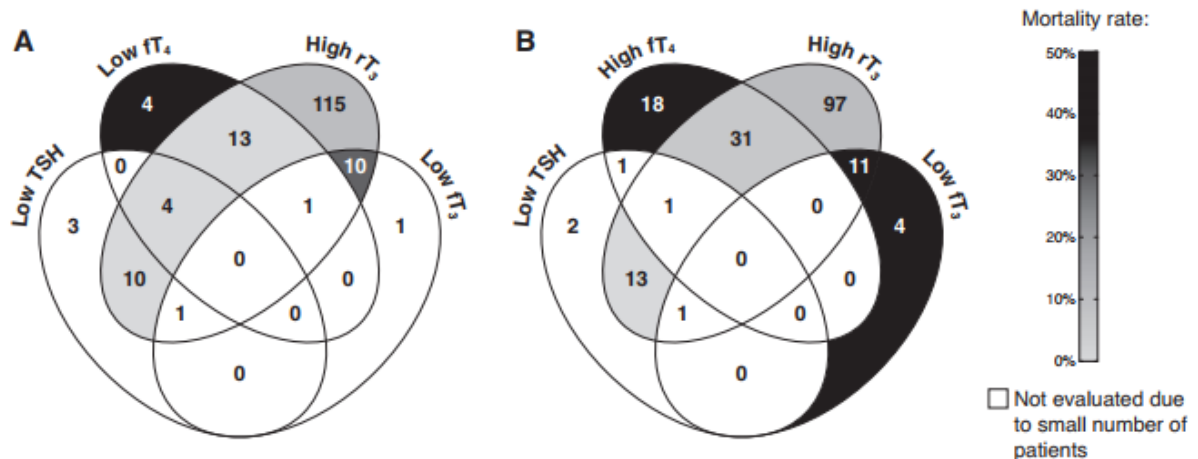 A
Low fT₄
High rT₃
Low TSH
Low fT₃
4
115
13
10
0
3
4
1
1
0
10
0
1
0
0
B
High fT₄
High rT₃
Low TSH
Low fT₃
18
97
31
11
1
2
1
0
4
0
13
0
1
0
0
Mortality rate:
50%
40%
30%
20%
10%
0%
Not evaluated due
to small number of
patients